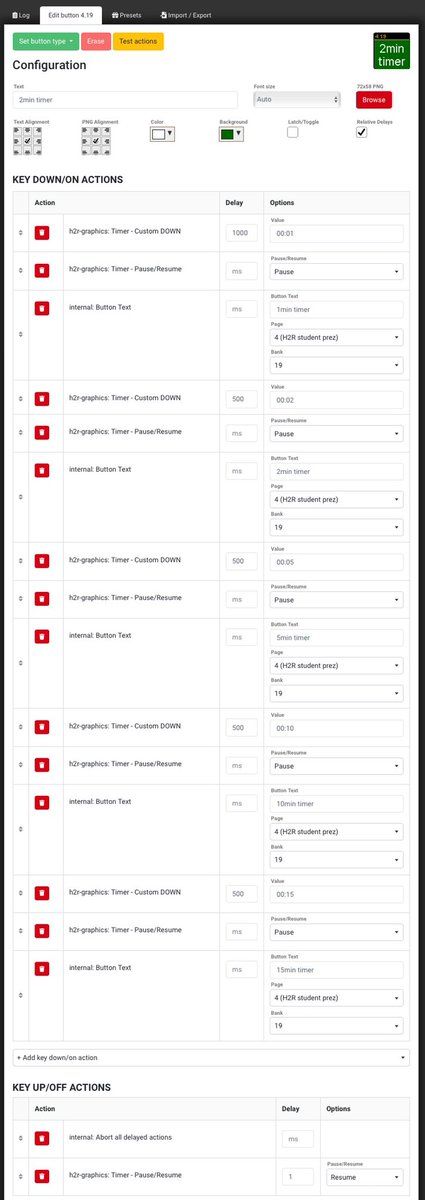 Log Edit button 4.19 Presets Import / Export
Set button type Erase Test actions
4.19
2min
timer
Configuration
Text Font size 72x58 PNG
2min timer Auto Browse
Text Alignment PNG Alignment Color Background Latch/Toggle Relative Delays
KEY DOWN/ON ACTIONS
Action Delay Options
h2r-graphics: Timer - Custom DOWN 1000 Value
00:01
h2r-graphics: Timer - Pause/Resume ms Pause/Resume
Pause
internal: Button Text ms Button Text
1min timer
Page
4 (H2R student prez)
Bank
19
h2r-graphics: Timer - Custom DOWN 500 Value
00:02
h2r-graphics: Timer - Pause/Resume ms Pause/Resume
Pause
internal: Button Text ms Button Text
2min timer
Page
4 (H2R student prez)
Bank
19
h2r-graphics: Timer - Custom DOWN 500 Value
00:05
h2r-graphics: Timer - Pause/Resume ms Pause/Resume
Pause
internal: Button Text ms Button Text
5min timer
Page
4 (H2R student prez)
Bank
19
h2r-graphics: Timer - Custom DOWN 500 Value
00:10
h2r-graphics: Timer - Pause/Resume ms Pause/Resume
Pause
internal: Button Text ms Button Text
10min timer
Page
4 (H2R student prez)
Bank
19
h2r-graphics: Timer - Custom DOWN 500 Value
00:15
h2r-graphics: Timer - Pause/Resume ms Pause/Resume
Pause
internal: Button Text ms Button Text
15min timer
Page
4 (H2R student prez)
Bank
19
+ Add key down/on action
KEY UP/OFF ACTIONS
Action Delay Options
internal: Abort all delayed actions ms
h2r-graphics: Timer - Pause/Resume 1 Pause/Resume
Resume